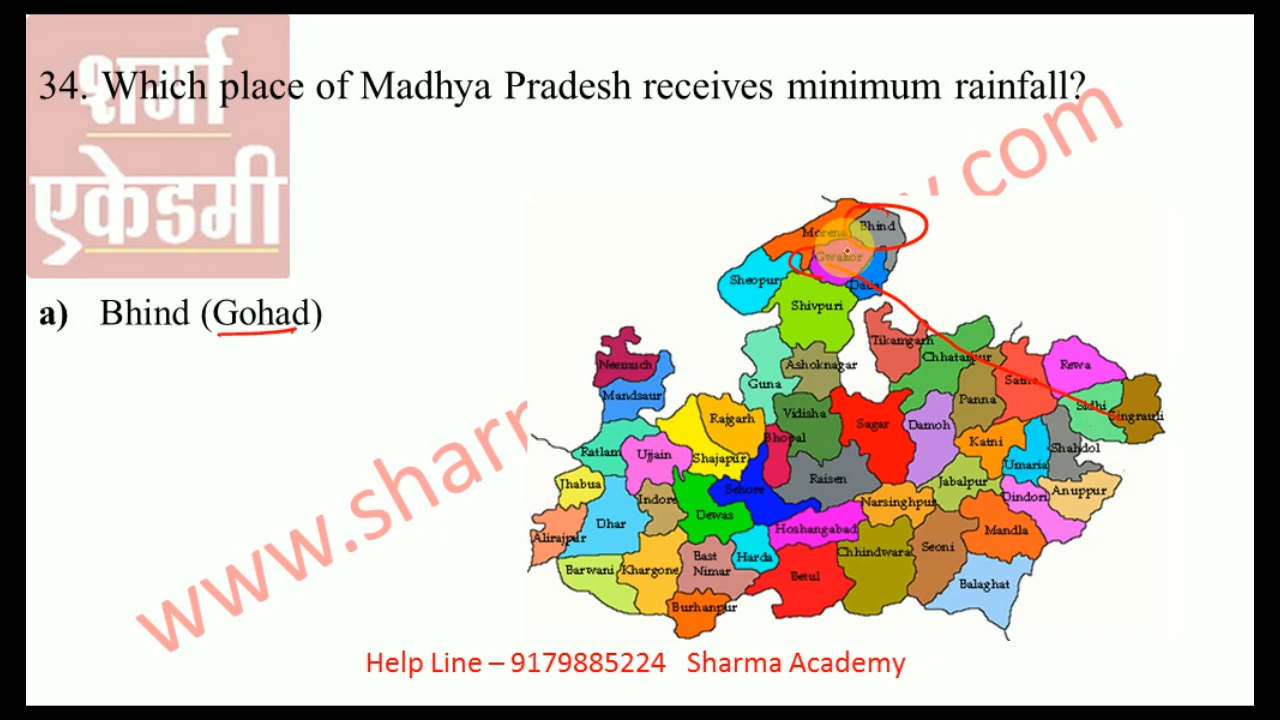 शर्मा
एकेडमी
34. Which place of Madhya Pradesh receives minimum rainfall?
a) Bhind (Gohad)
Bhind
Morena
Gwalior
Sheopur
Datia
Shivpuri
Tikamgarh
Chhatarpur
Neemuch
Ashoknagar
Rewa
Guna
Satna
Mandsaur
Panna
Sidhi
Singrauli
Rajgarh
Vidisha
Sagar
Damoh
Bhopal
Katni
Shahdol
Ratlam
Ujjain
Shajapur
Umaria
Raisen
Jhabua
Sehore
Jabalpur
Anuppur
Indore
Dindori
Narsinghpur
Dewas
Dhar
Hoshangabad
Mandla
Alirajpur
Seoni
Chhindwara
East
Nimar
Harda
Barwani
Khargone
Betul
Balaghat
Burhanpur
www.sharm
y.com
Help Line – 9179885224 Sharma Academy